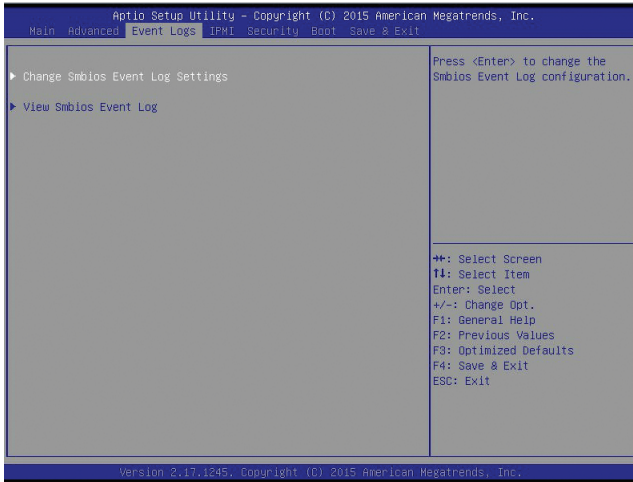 Aptio Setup Utility – Copyright (C) 2015 American Megatrends, Inc.
Main Advanced Event Logs IPMI Security Boot Save & Exit
▶ Change Smbios Event Log Settings
▶ View Smbios Event Log
Press <Enter> to change the
Smbios Event Log configuration.
→←: Select Screen
↑↓: Select Item
Enter: Select
+/-: Change Opt.
F1: General Help
F2: Previous Values
F3: Optimized Defaults
F4: Save & Exit
ESC: Exit
Version 2.17.1245. Copyright (C) 2015 American Megatrends, Inc.